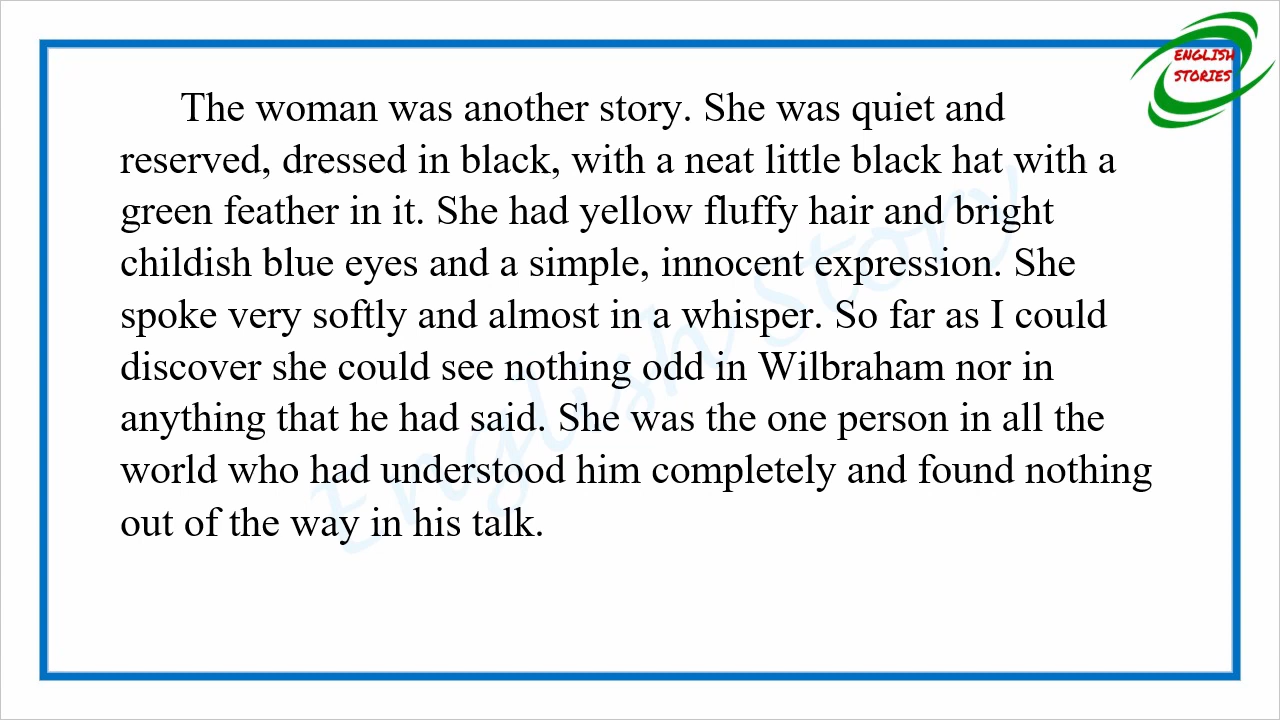 ENGLISH
STORIES
The woman was another story. She was quiet and
reserved, dressed in black, with a neat little black hat with a
green feather in it. She had yellow fluffy hair and bright
childish blue eyes and a simple, innocent expression. She
spoke very softly and almost in a whisper. So far as I could
discover she could see nothing odd in Wilbraham nor in
anything that he had said. She was the one person in all the
world who had understood him completely and found nothing
out of the way in his talk.
English Story